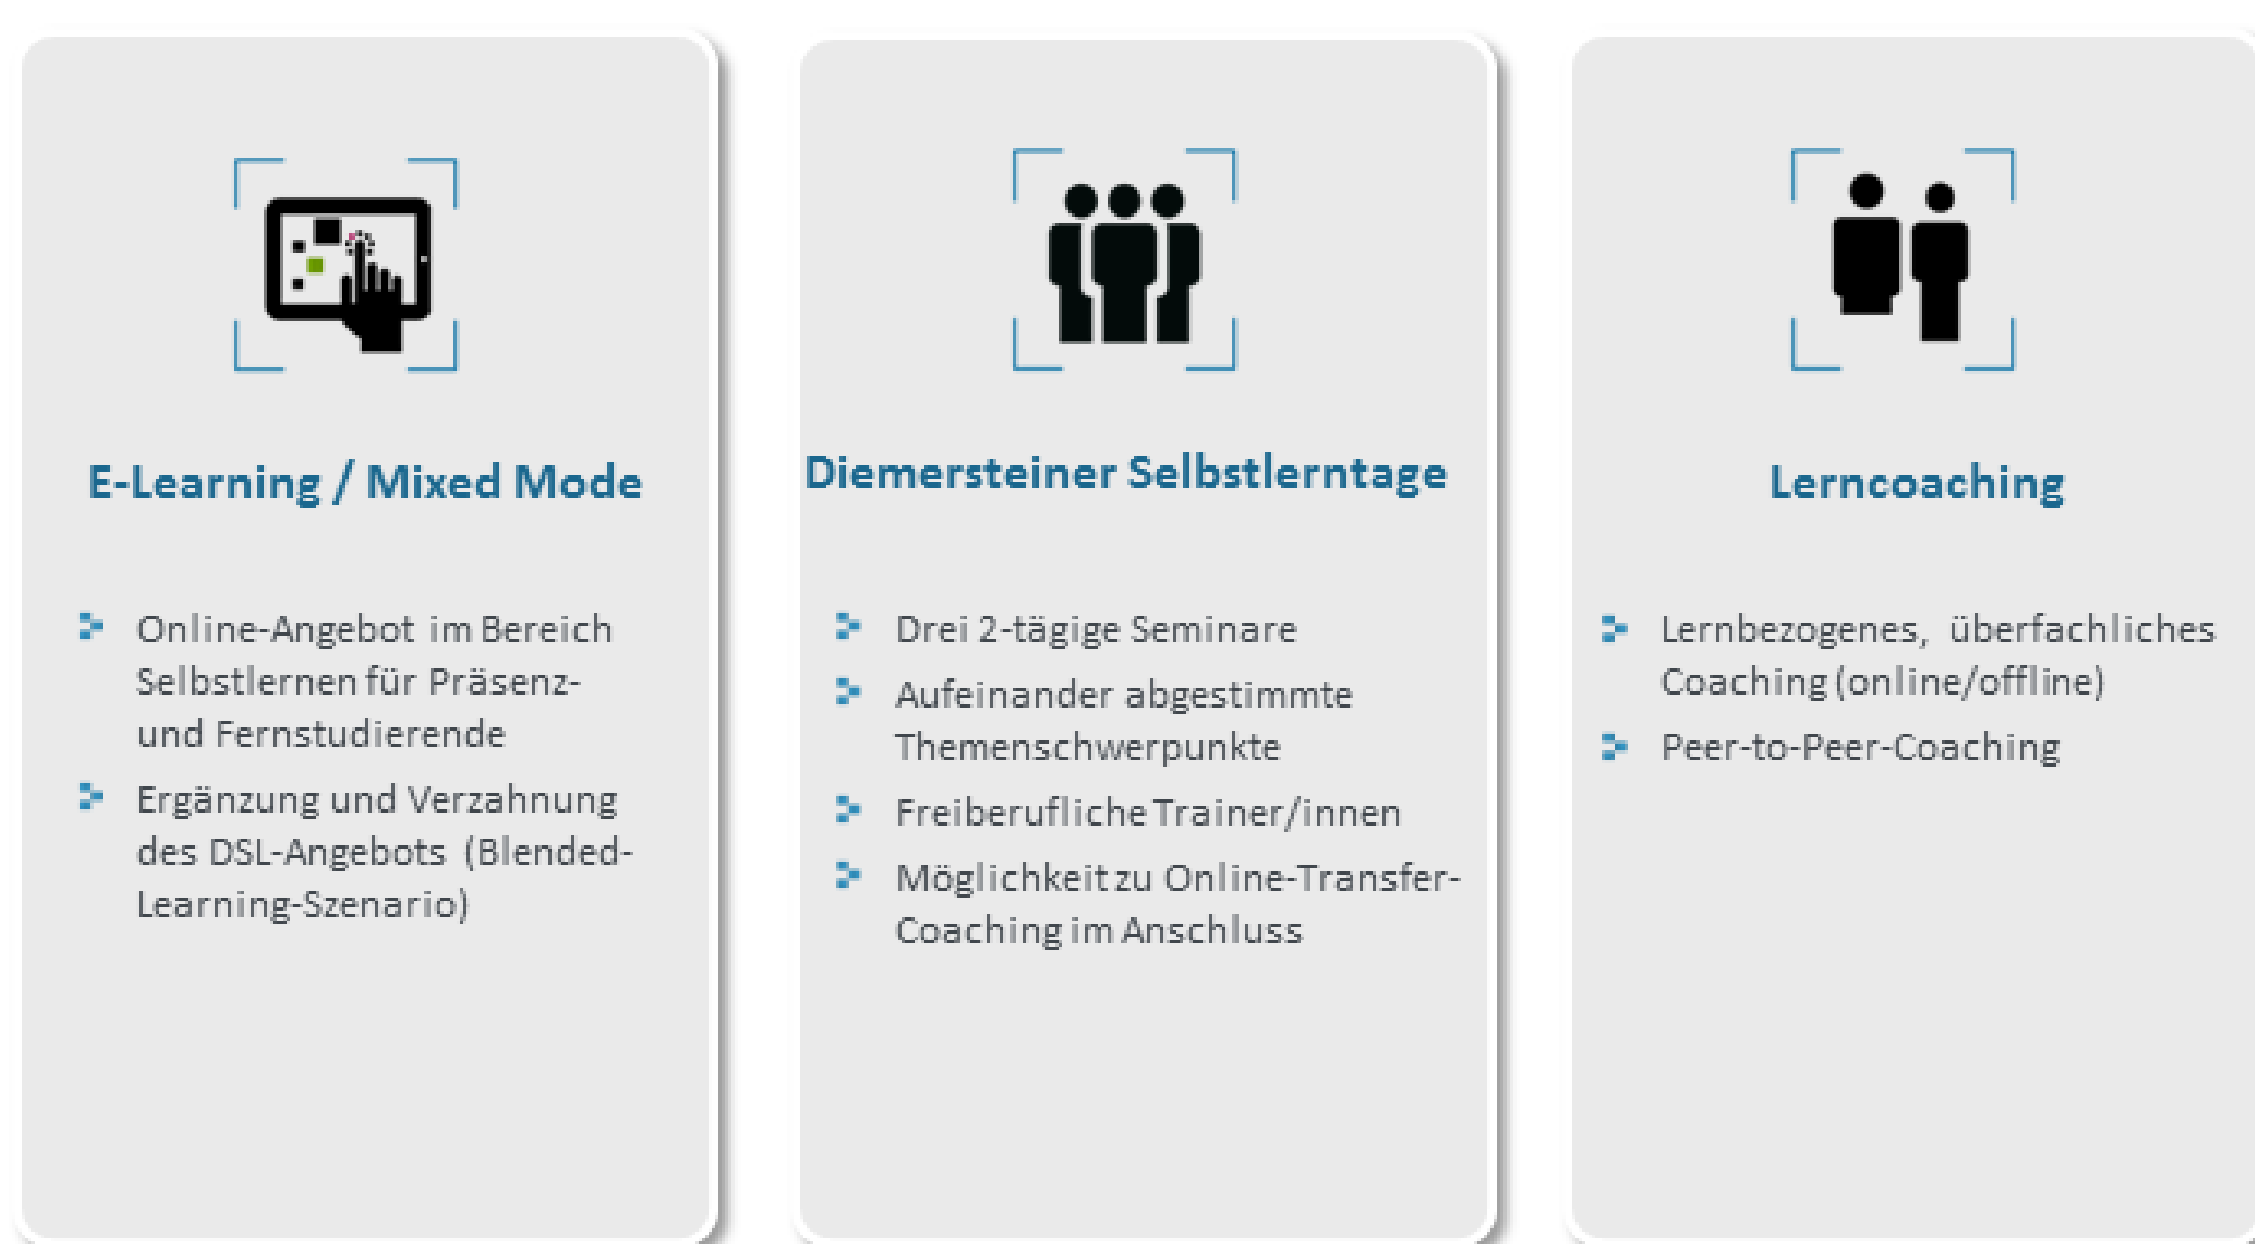 E-Learning / Mixed Mode
Online-Angebot im Bereich
Selbstlernen für Präsenz-
und Fernstudierende
Ergänzung und Verzahnung
des DSL-Angebots (Blended-
Learning-Szenario)
Diemersteiner Selbstlerntage
Drei 2-tägige Seminare
Aufeinander abgestimmte
Themenschwerpunkte
Freiberufliche Trainer/innen
Möglichkeit zu Online-Transfer-
Coaching im Anschluss
Lerncoaching
Lernbezogenes, überfachliches
Coaching (online/offline)
Peer-to-Peer-Coaching